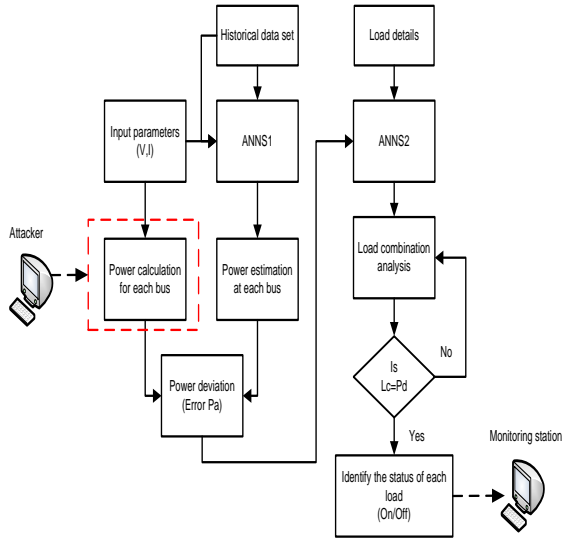 Historical data set
Load details
Input parameters
(V,I)
ANNS1
ANNS2
Attacker
Power calculation
for each bus
Power estimation
at each bus
Load combination
analysis
Power deviation
(Error Pa)
Is
Lc=Pd
No
Yes
Identify the status of each
load
(On/Off)
Monitoring station